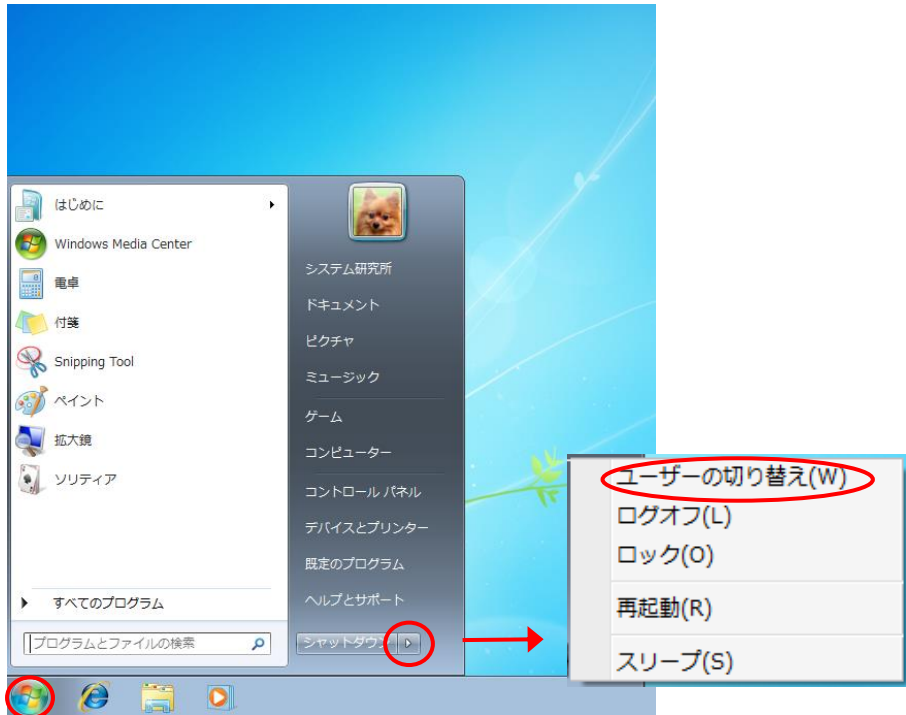 はじめに
Windows Media Center
電卓
付箋
Snipping Tool
ペイント
拡大鏡
ソリティア
すべてのプログラム
プログラムとファイルの検索
システム研究所
ドキュメント
ピクチャ
ミュージック
ゲーム
コンピューター
コントロール パネル
デバイスとプリンター
既定のプログラム
ヘルプとサポート
シャットダウン
ユーザーの切り替え(W)
ログオフ(L)
ロック(O)
再起動(R)
スリープ(S)